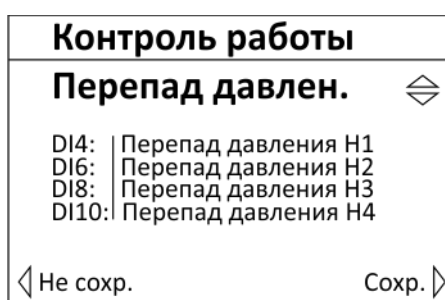 Контроль работы
Перепад давлен.
DI4: Перепад давления Н1
DI6: Перепад давления Н2
DI8: Перепад давления Н3
DI10: Перепад давления Н4
Не сохр. Сохр.